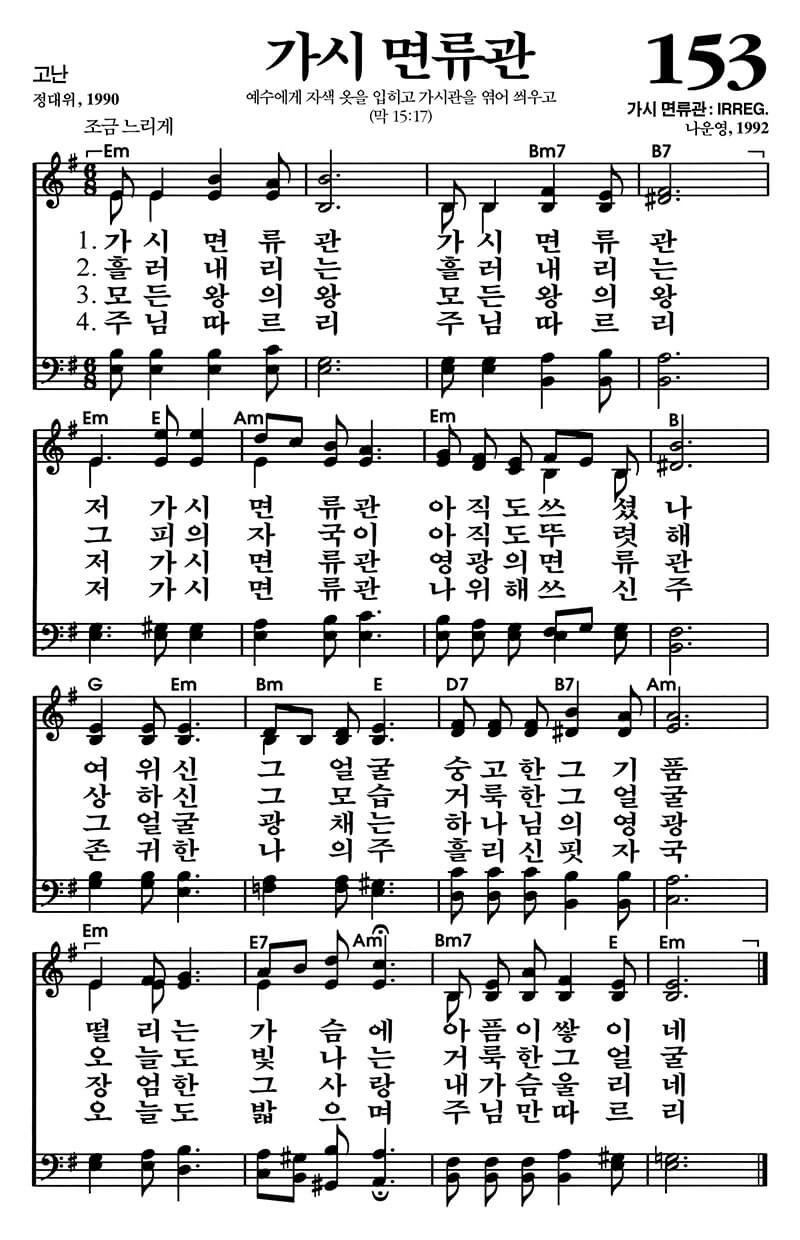 가시 면류관
153
고난
정대위, 1990
예수에게 자색 옷을 입히고 가시관을 엮어 씌우고
(막 15:17)
가시 면류관 : IRREG.
나운영, 1992
조금 느리게
Em Bm7 B7
6 8
1. 가 시 면 류 관 가 시 면 류 관
2. 흘 러 내 리 는 흘 러 내 리 는
3. 모 든 왕 의 왕 모 든 왕 의 왕
4. 주 님 따 르 리 주 님 따 르 리
6 8
Em E Am Em B
저 가 시 면 류 관 아 직 도 쓰 셨 나
그 피 의 자 국 이 아 직 도 뚜 렷 해
저 가 시 면 류 관 영 광 의 면 류 관
저 가 시 면 류 관 나 위 해 쓰 신 주
G Em Bm E D7 B7 Am
여 위 신 그 얼 굴 숭 고 한 그 기 품
상 하 신 그 모 습 거 룩 한 그 얼 굴
그 얼 굴 광 채 는 하 나 님 의 영 광
존 귀 한 나 의 주 흘 리 신 핏 자 국
Em E7 Am Bm7 E Em
떨 리 는 가 슴 에 아 픔 이 쌓 이 네
오 늘 도 빛 나 는 거 룩 한 그 얼 굴
장 엄 한 그 사 랑 내 가 슴 울 리 네
오 늘 도 밟 으 며 주 님 만 따 르 리